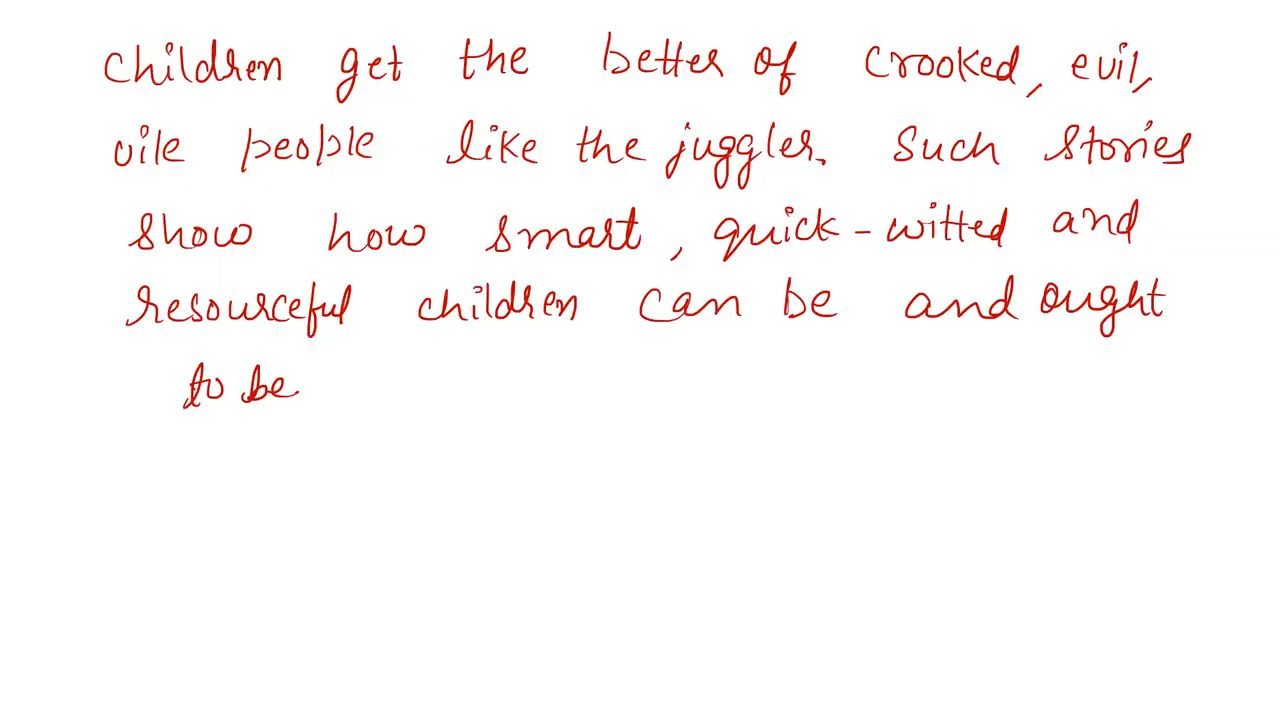 children get the better of crooked, evil,
vile people like the juggler. Such stories
show how smart, quick-witted and
resourceful children can be and ought
to be